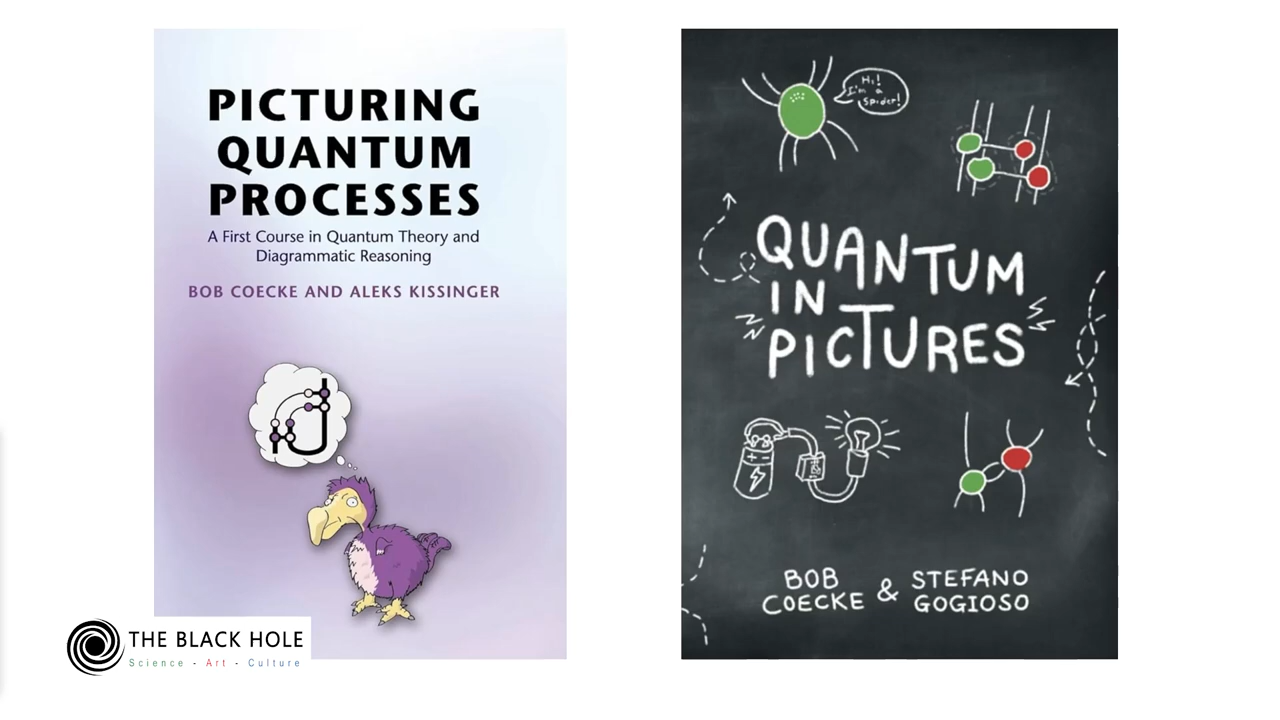 PICTURING
QUANTUM
PROCESSES
A First Course in Quantum Theory and
Diagrammatic Reasoning
BOB COECKE AND ALEKS KISSINGER
THE BLACK HOLE
Science - Art - Culture
Hi!
I'm a
Spider!
QUANTUM
IN
PICTURES
BOB
COECKE & STEFANO
GOGIOSO